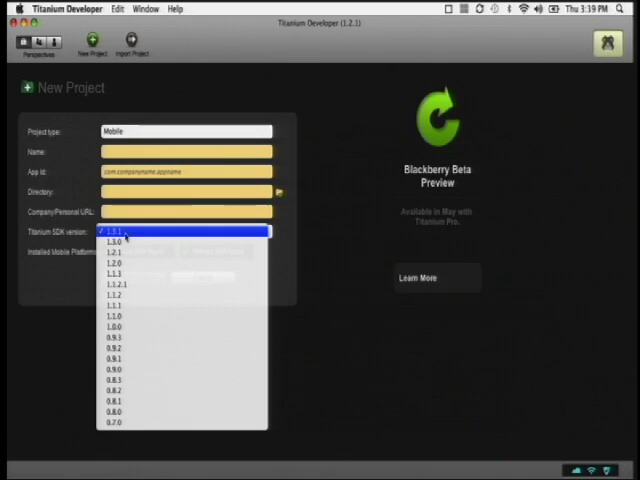 Titanium Developer Edit Window Help
Thu 3:39 PM
Titanium Developer (1.2.1)
Perspectives
New Project
Import Project
New Project
Project type:
Mobile
Name:
App Id:
com.companyname.appname
Directory:
Company/Personal URL:
Titanium SDK version:
✓ 1.3.1
1.3.0
1.2.1
1.2.0
1.1.3
1.1.2.1
1.1.2
1.1.1
1.1.0
1.0.0
0.9.3
0.9.2
0.9.1
0.9.0
0.8.3
0.8.2
0.8.1
0.8.0
0.7.0
Installed Mobile Platforms
Blackberry Beta
Preview
Available in May with
Titanium Pro.
Learn More